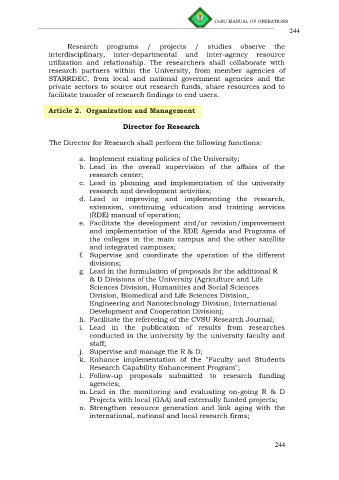 CvSU MANUAL OF OPERATIONS
244
Research programs / projects / studies observe the
interdisciplinary, inter-departmental and inter-agency resource
utilization and relationship. The researchers shall collaborate with
research partners within the University, from member agencies of
STARRDEC, from local and national government agencies and the
private sectors to source out research funds, share resources and to
facilitate transfer of research findings to end users.
Article 2. Organization and Management
Director for Research
The Director for Research shall perform the following functions:
a. Implement existing policies of the University;
b. Lead in the overall supervision of the affairs of the
research center;
c. Lead in planning and implementation of the university
research and development activities;
d. Lead in improving and implementing the research,
extension, continuing education and training services
(RDE) manual of operation;
e. Facilitate the development and/or revision/improvement
and implementation of the RDE Agenda and Programs of
the colleges in the main campus and the other satellite
and integrated campuses;
f. Supervise and coordinate the operation of the different
divisions;
g. Lead in the formulation of proposals for the additional R
& D Divisions of the University (Agriculture and Life
Sciences Division, Humanities and Social Sciences
Division, Biomedical and Life Sciences Division,
Engineering and Nanotechnology Division, International
Development and Cooperation Division);
h. Facilitate the refereeing of the CVSU Research Journal;
i. Lead in the publication of results from researches
conducted in the university by the university faculty and
staff;
j. Supervise and manage the R & D;
k. Enhance implementation of the "Faculty and Students
Research Capability Enhancement Program";
l. Follow-up proposals submitted to research funding
agencies;
m. Lead in the monitoring and evaluating on-going R & D
Projects with local (GAA) and externally funded projects;
n. Strengthen resource generation and link aging with the
international, national and local research firms;
244